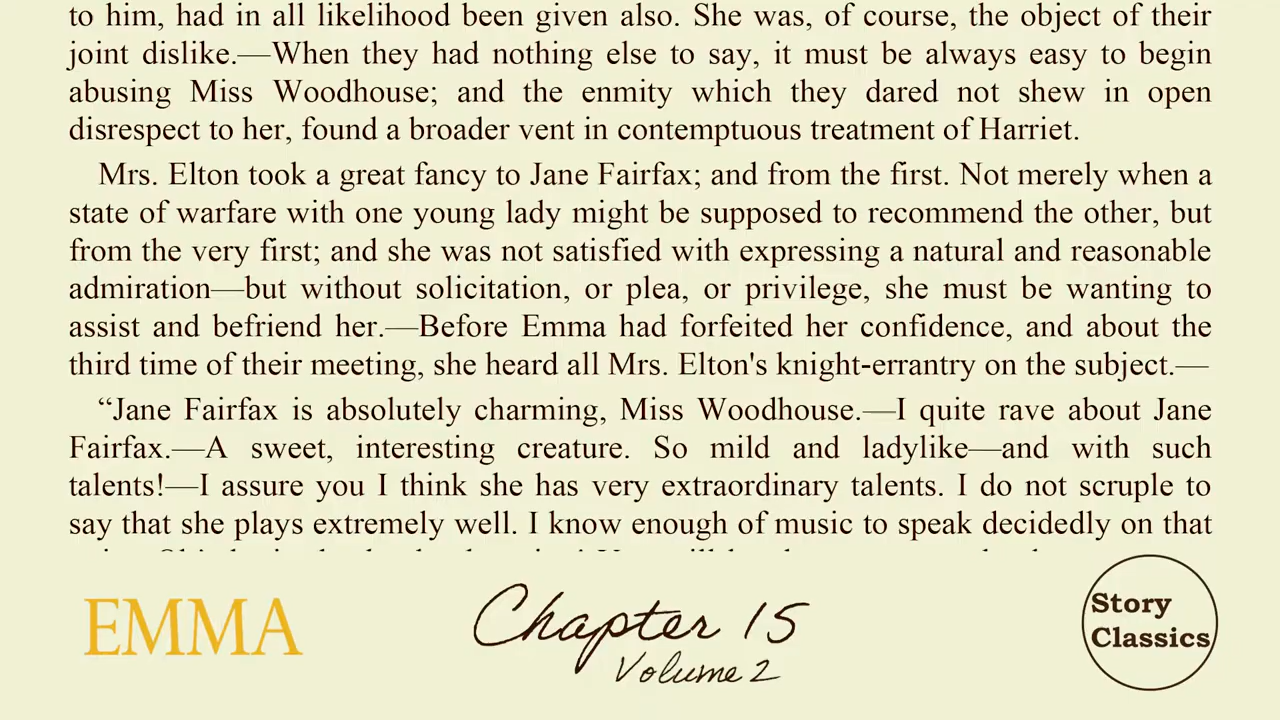 to him, had in all likelihood been given also. She was, of course, the object of their
joint dislike.—When they had nothing else to say, it must be always easy to begin
abusing Miss Woodhouse; and the enmity which they dared not shew in open
disrespect to her, found a broader vent in contemptuous treatment of Harriet.
Mrs. Elton took a great fancy to Jane Fairfax; and from the first. Not merely when a
state of warfare with one young lady might be supposed to recommend the other, but
from the very first; and she was not satisfied with expressing a natural and reasonable
admiration—but without solicitation, or plea, or privilege, she must be wanting to
assist and befriend her.—Before Emma had forfeited her confidence, and about the
third time of their meeting, she heard all Mrs. Elton's knight-errantry on the subject.—
“Jane Fairfax is absolutely charming, Miss Woodhouse.—I quite rave about Jane
Fairfax.—A sweet, interesting creature. So mild and ladylike—and with such
talents!—I assure you I think she has very extraordinary talents. I do not scruple to
say that she plays extremely well. I know enough of music to speak decidedly on that
EMMA
Chapter 15
Volume 2
Story
Classics